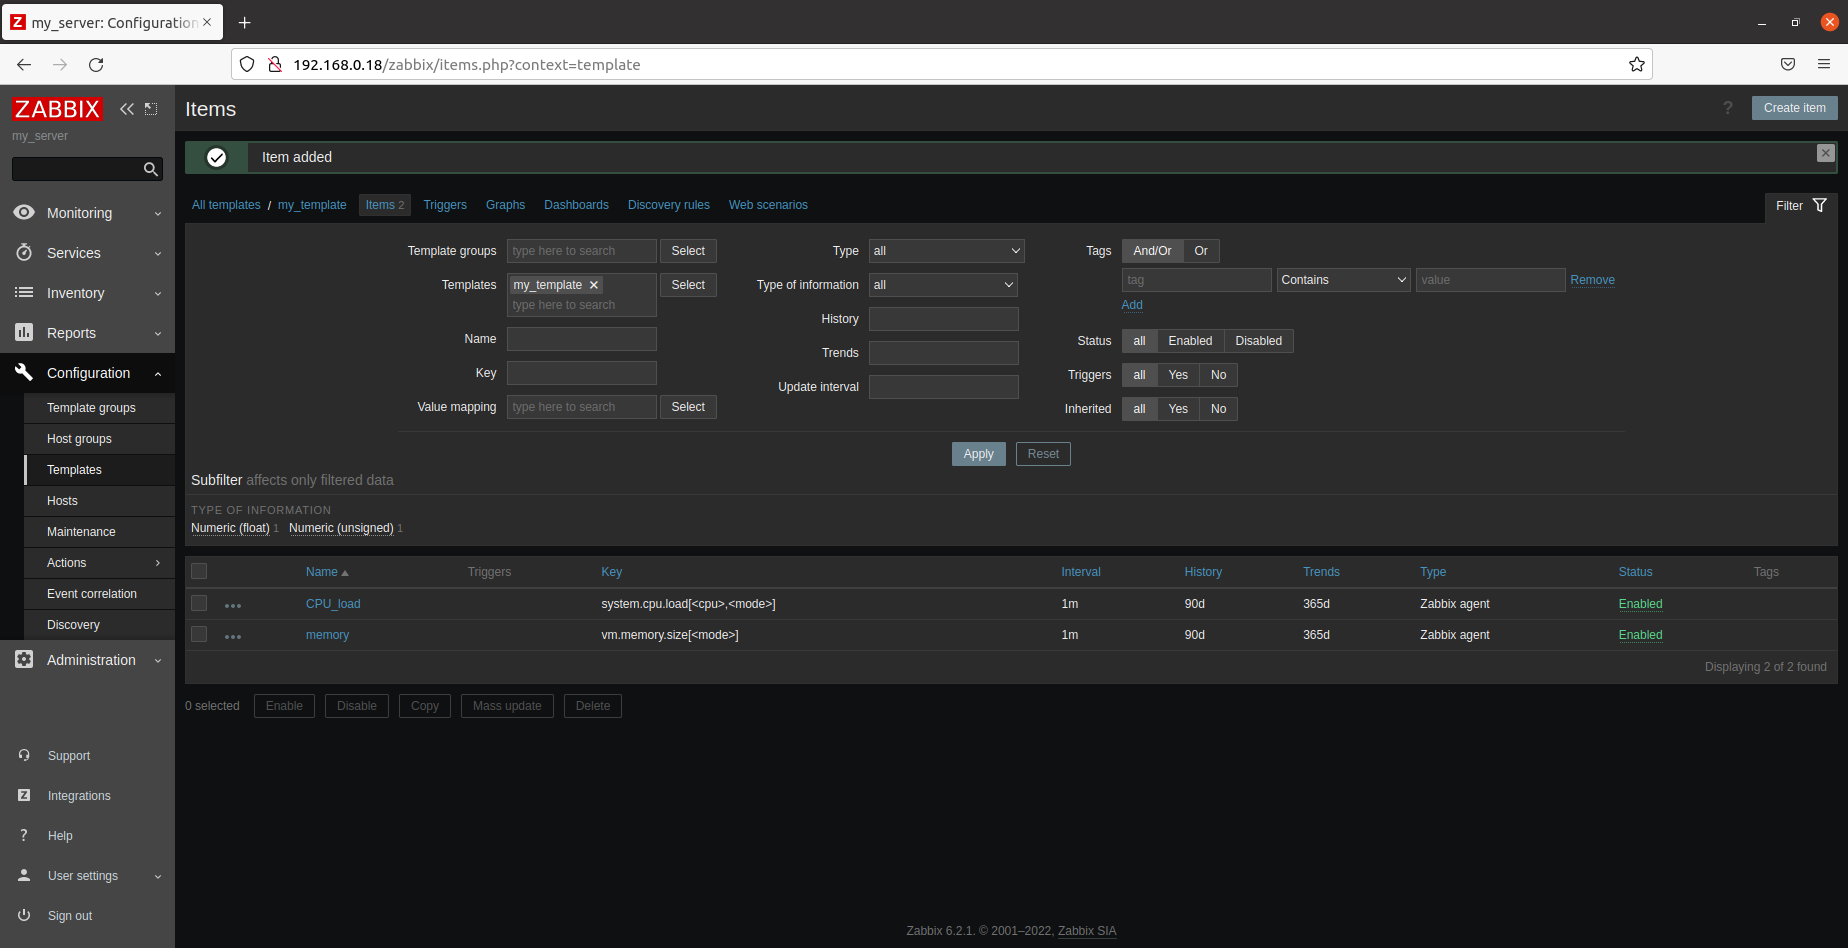 my_server: Configuration
192.168.0.18/zabbix/items.php?context=template
ZABBIX
my_server
Monitoring
Services
Inventory
Reports
Configuration
Template groups
Host groups
Templates
Hosts
Maintenance
Actions
Event correlation
Discovery
Administration
Support
Integrations
Help
User settings
Sign out
Items
? Create item
Item added
All templates / my_template Items 2 Triggers Graphs Dashboards Discovery rules Web scenarios
Filter
Template groups type here to search Select
Templates my_template type here to search Select
Name
Key
Value mapping type here to search Select
Type all
Type of information all
History
Trends
Update interval
Tags And/Or Or
tag Contains value Remove
Add
Status all Enabled Disabled
Triggers all Yes No
Inherited all Yes No
Apply Reset
Subfilter affects only filtered data
TYPE OF INFORMATION
Numeric (float) 1 Numeric (unsigned) 1
Name Triggers Key Interval History Trends Type Status Tags
CPU_load system.cpu.load[<cpu>,<mode>] 1m 90d 365d Zabbix agent Enabled
memory vm.memory.size[<mode>] 1m 90d 365d Zabbix agent Enabled
Displaying 2 of 2 found
0 selected Enable Disable Copy Mass update Delete
Zabbix 6.2.1. © 2001–2022, Zabbix SIA